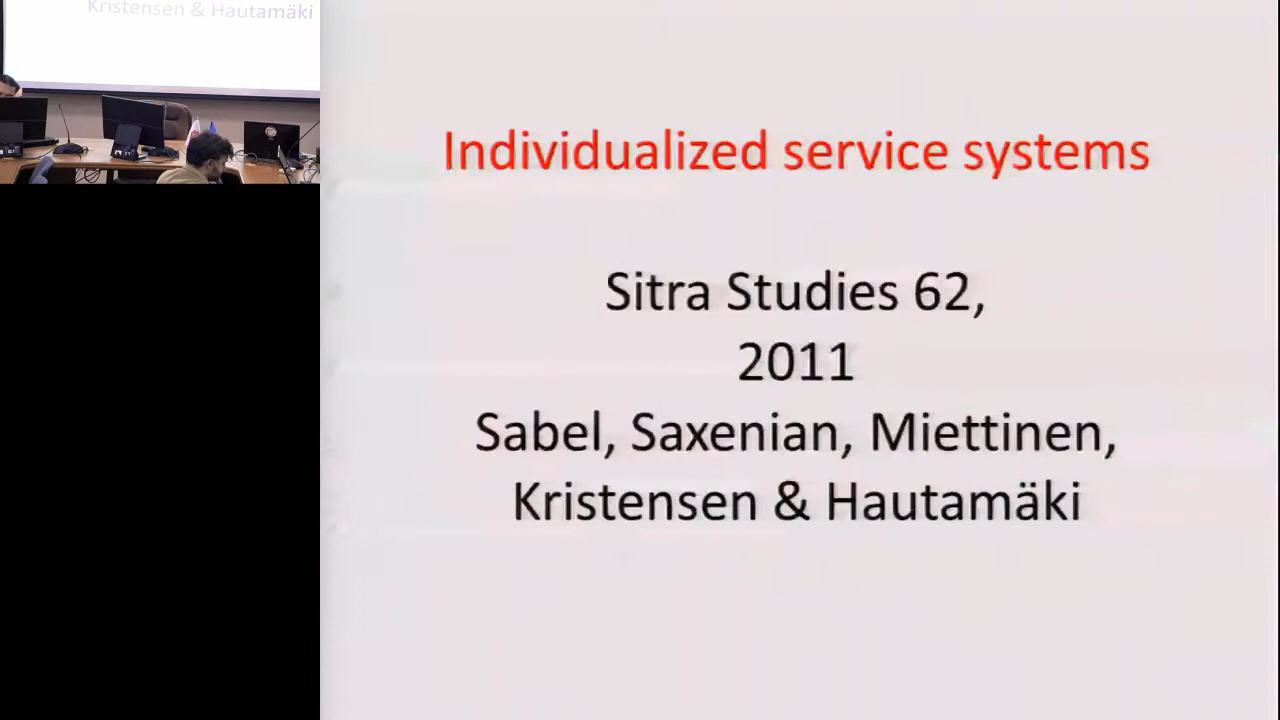 Kristensen & Hautamäki
Individualized service systems
Sitra Studies 62,
2011
Sabel, Saxenian, Miettinen,
Kristensen & Hautamäki